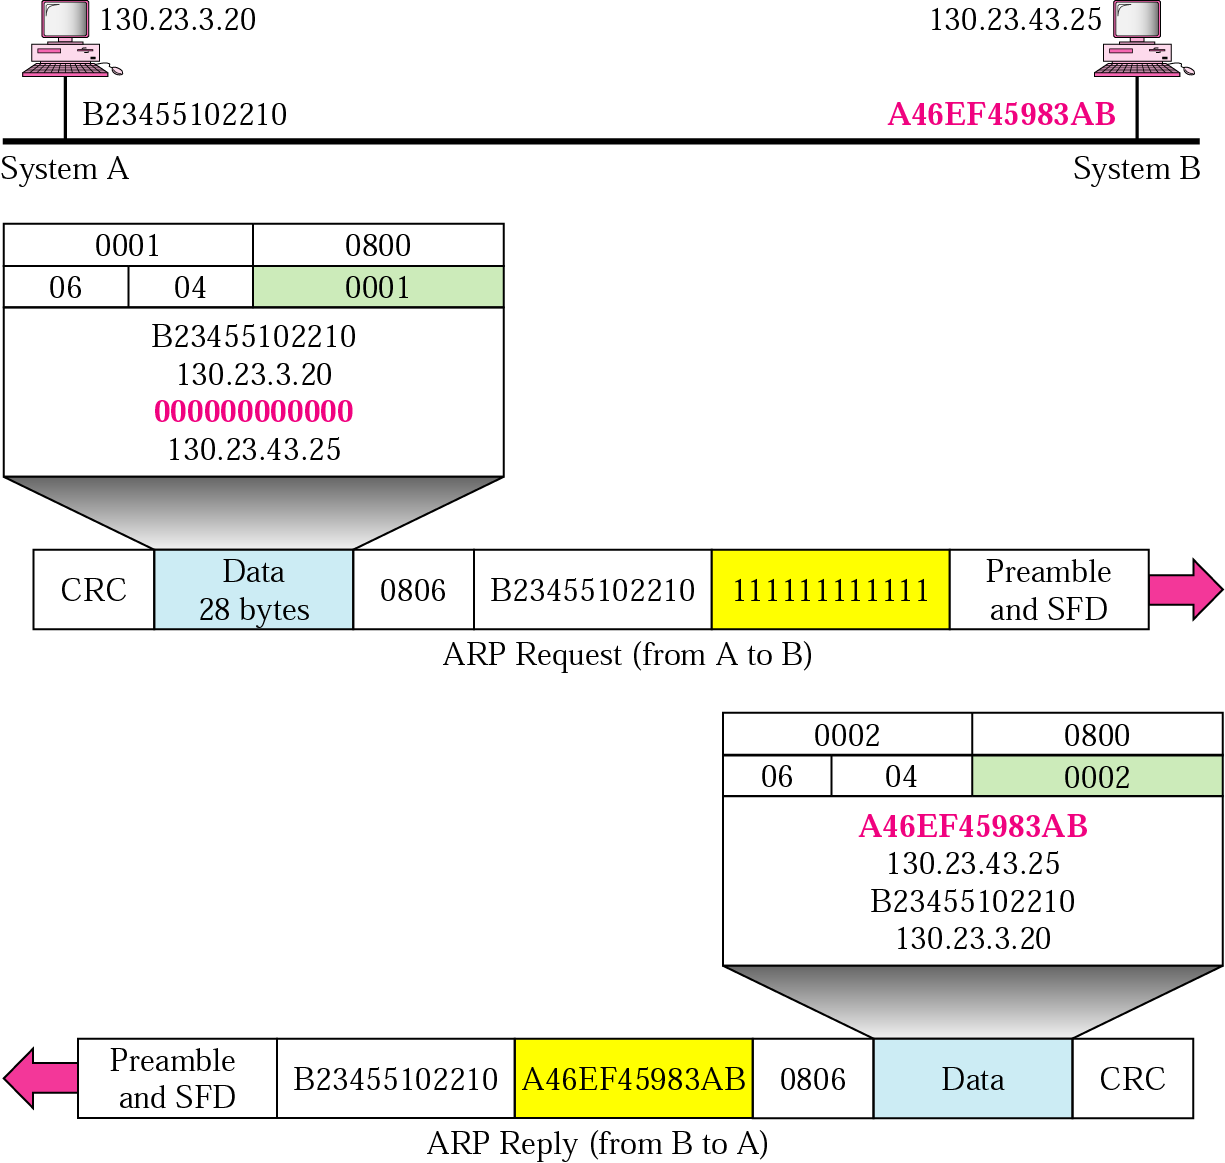 130.23.3.20
130.23.43.25
B23455102210
A46EF45983AB
System A
System B
0001
0800
06
04
0001
B23455102210
130.23.3.20
000000000000
130.23.43.25
CRC
Data
28 bytes
0806
B23455102210
111111111111
Preamble
and SFD
ARP Request (from A to B)
0002
0800
06
04
0002
A46EF45983AB
130.23.43.25
B23455102210
130.23.3.20
Preamble
and SFD
B23455102210
A46EF45983AB
0806
Data
CRC
ARP Reply (from B to A)